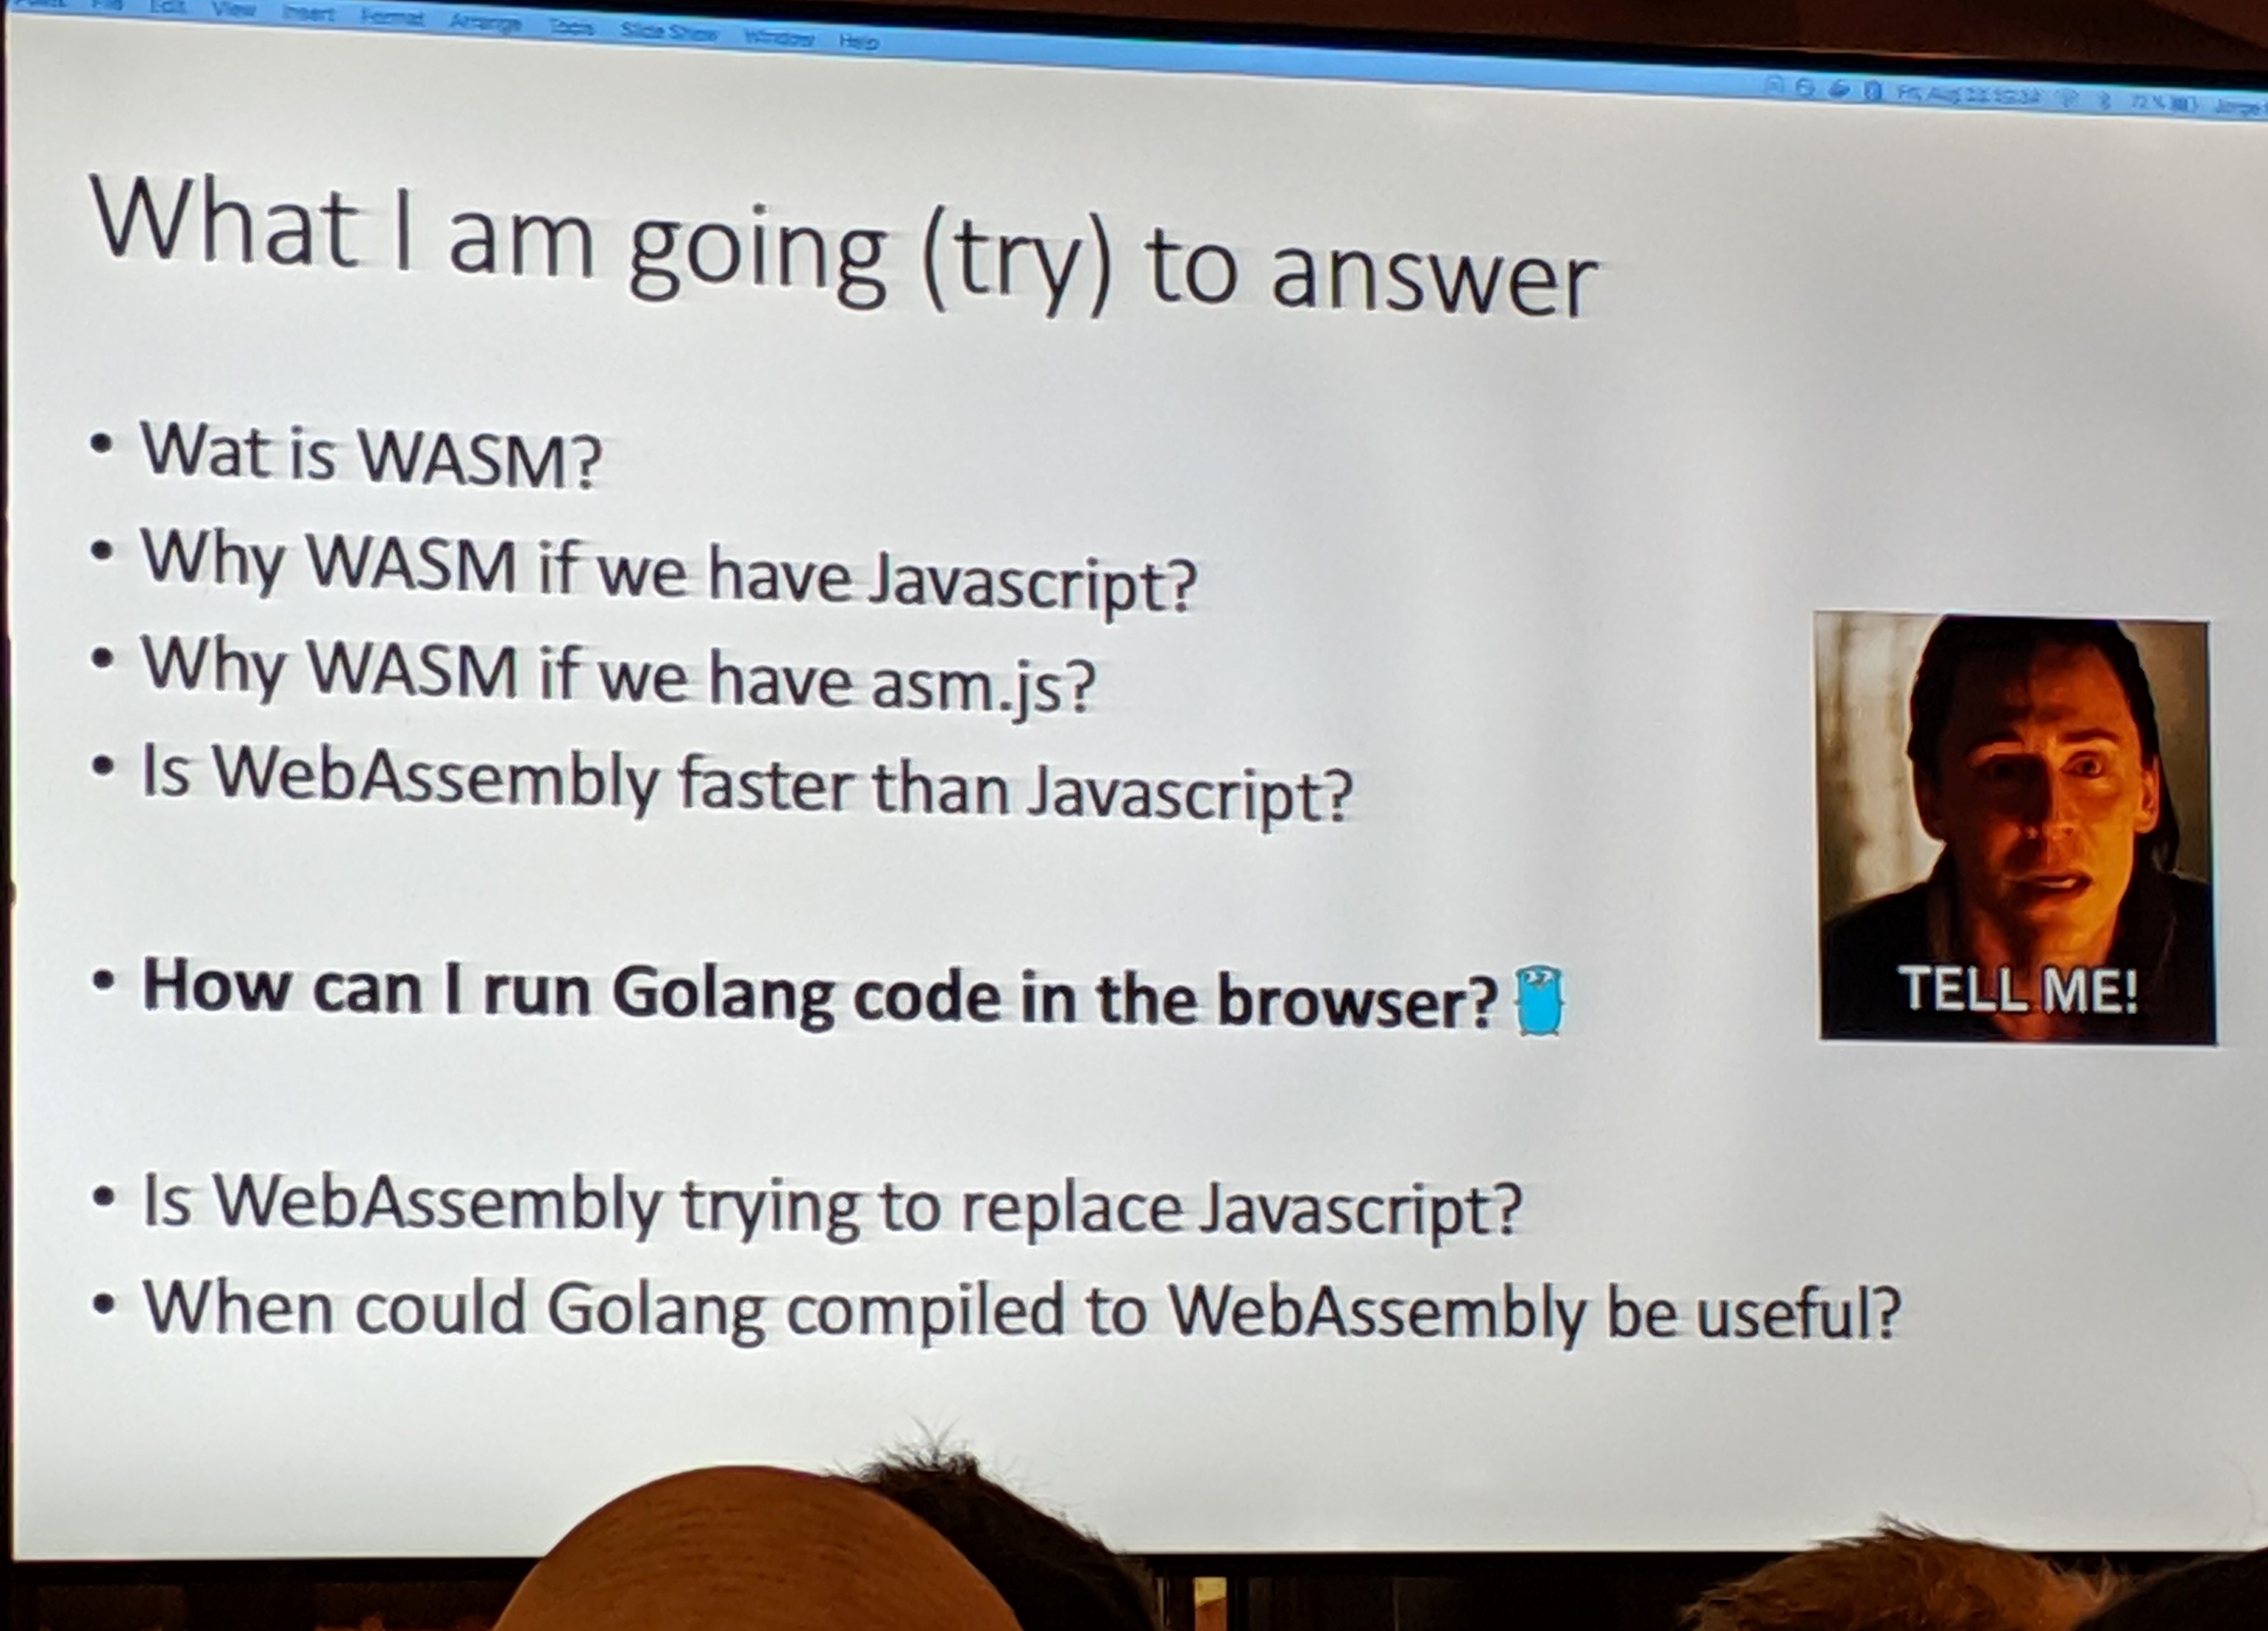 File Edit View Insert Format Arrange Tools Slide Show Window Help
72%
What I am going (try) to answer
• Wat is WASM?
• Why WASM if we have Javascript?
• Why WASM if we have asm.js?
• Is WebAssembly faster than Javascript?
TELL ME!
• How can I run Golang code in the browser?
• Is WebAssembly trying to replace Javascript?
• When could Golang compiled to WebAssembly be useful?